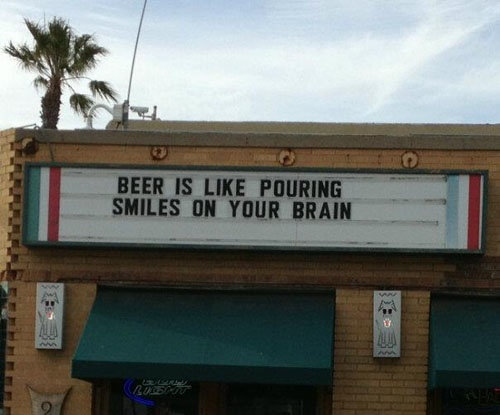 BEER IS LIKE POURING
SMILES ON YOUR BRAIN